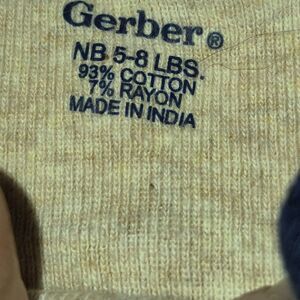 Gerber®
NB 5-8 LBS.
93% COTTON
7% RAYON
MADE IN INDIA